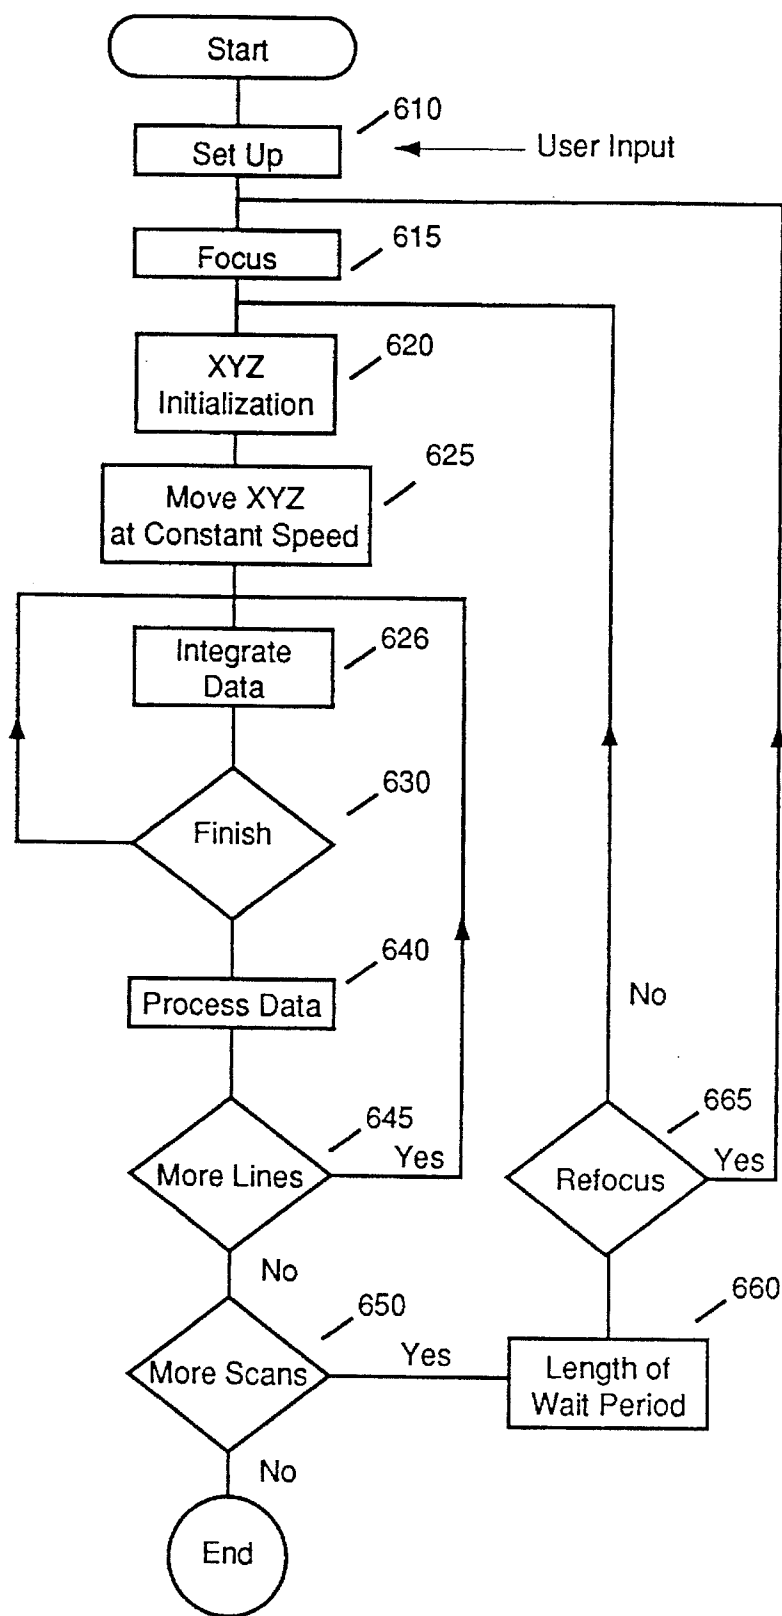 Start
610
Set Up
User Input
615
Focus
620
XYZ
Initialization
625
Move XYZ
at Constant Speed
626
Integrate
Data
630
Finish
640
Process Data
No
645
More Lines
Yes
665
Refocus
Yes
No
650
More Scans
Yes
660
Length of
Wait Period
No
End